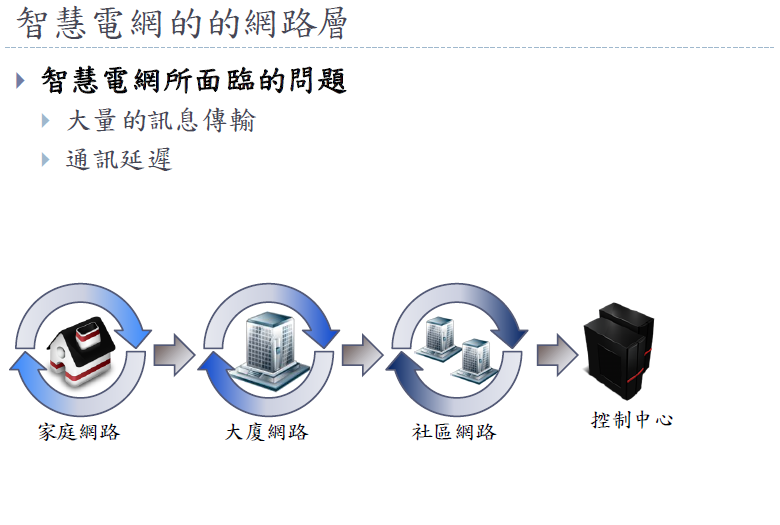 智慧電網的的網路層
智慧電網所面臨的問題
大量的訊息傳輸
通訊延遲
家庭網路
大廈網路
社區網路
控制中心